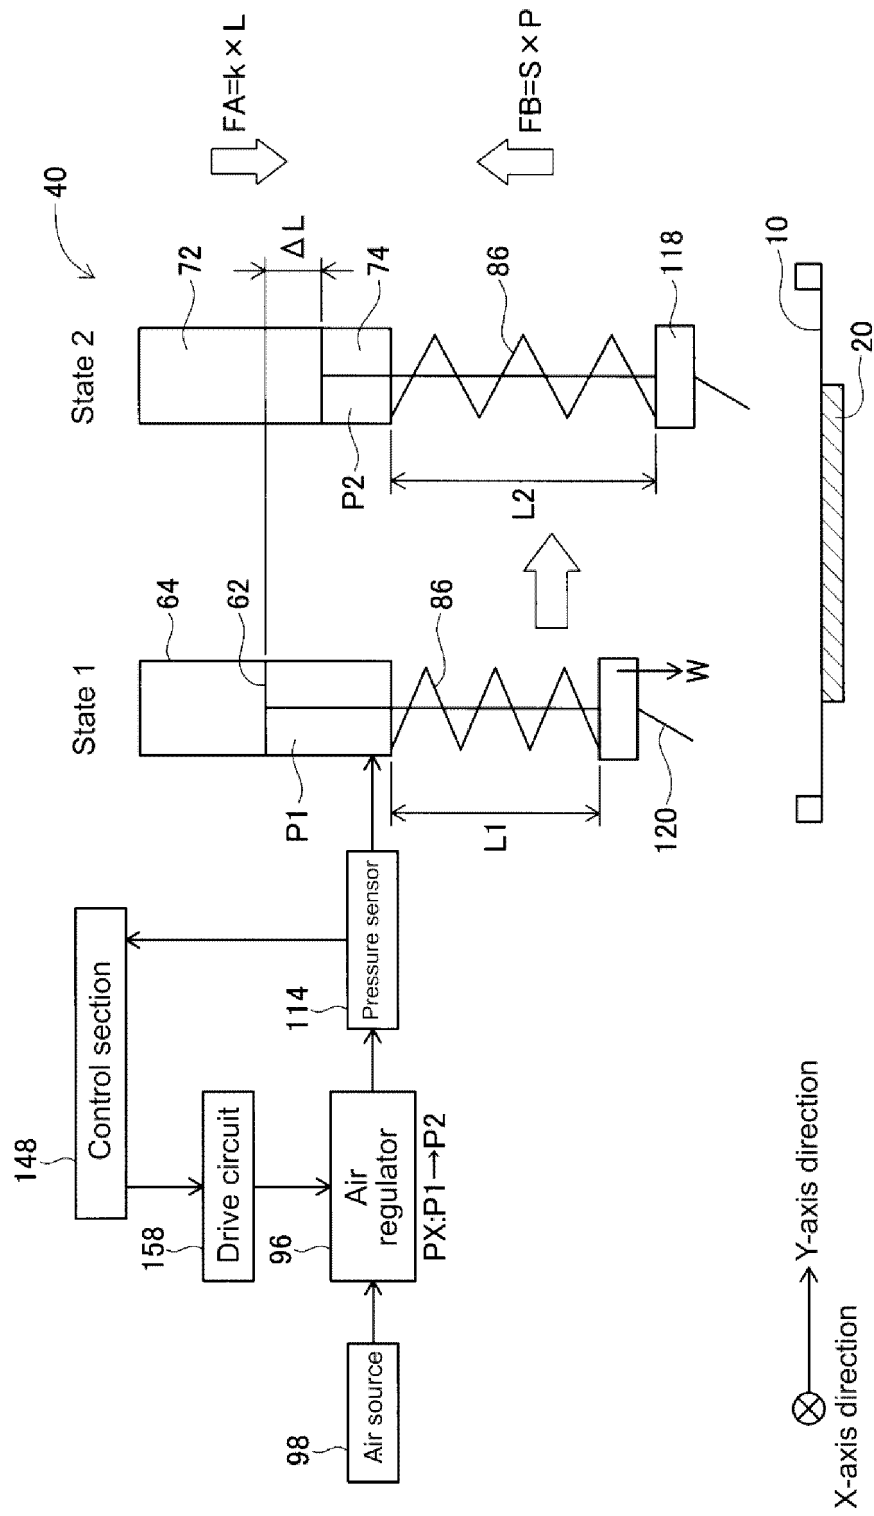 40
State 1
State 2
148
Control section
64
72
FA=k×L
158
Drive circuit
62
ΔL
P1
74
98
Air source
96
Air regulator
PX:P1→P2
114
Pressure sensor
P2
86
86
L1
L2
FB=S×P
120
W
118
10
20
Y-axis direction
X-axis direction